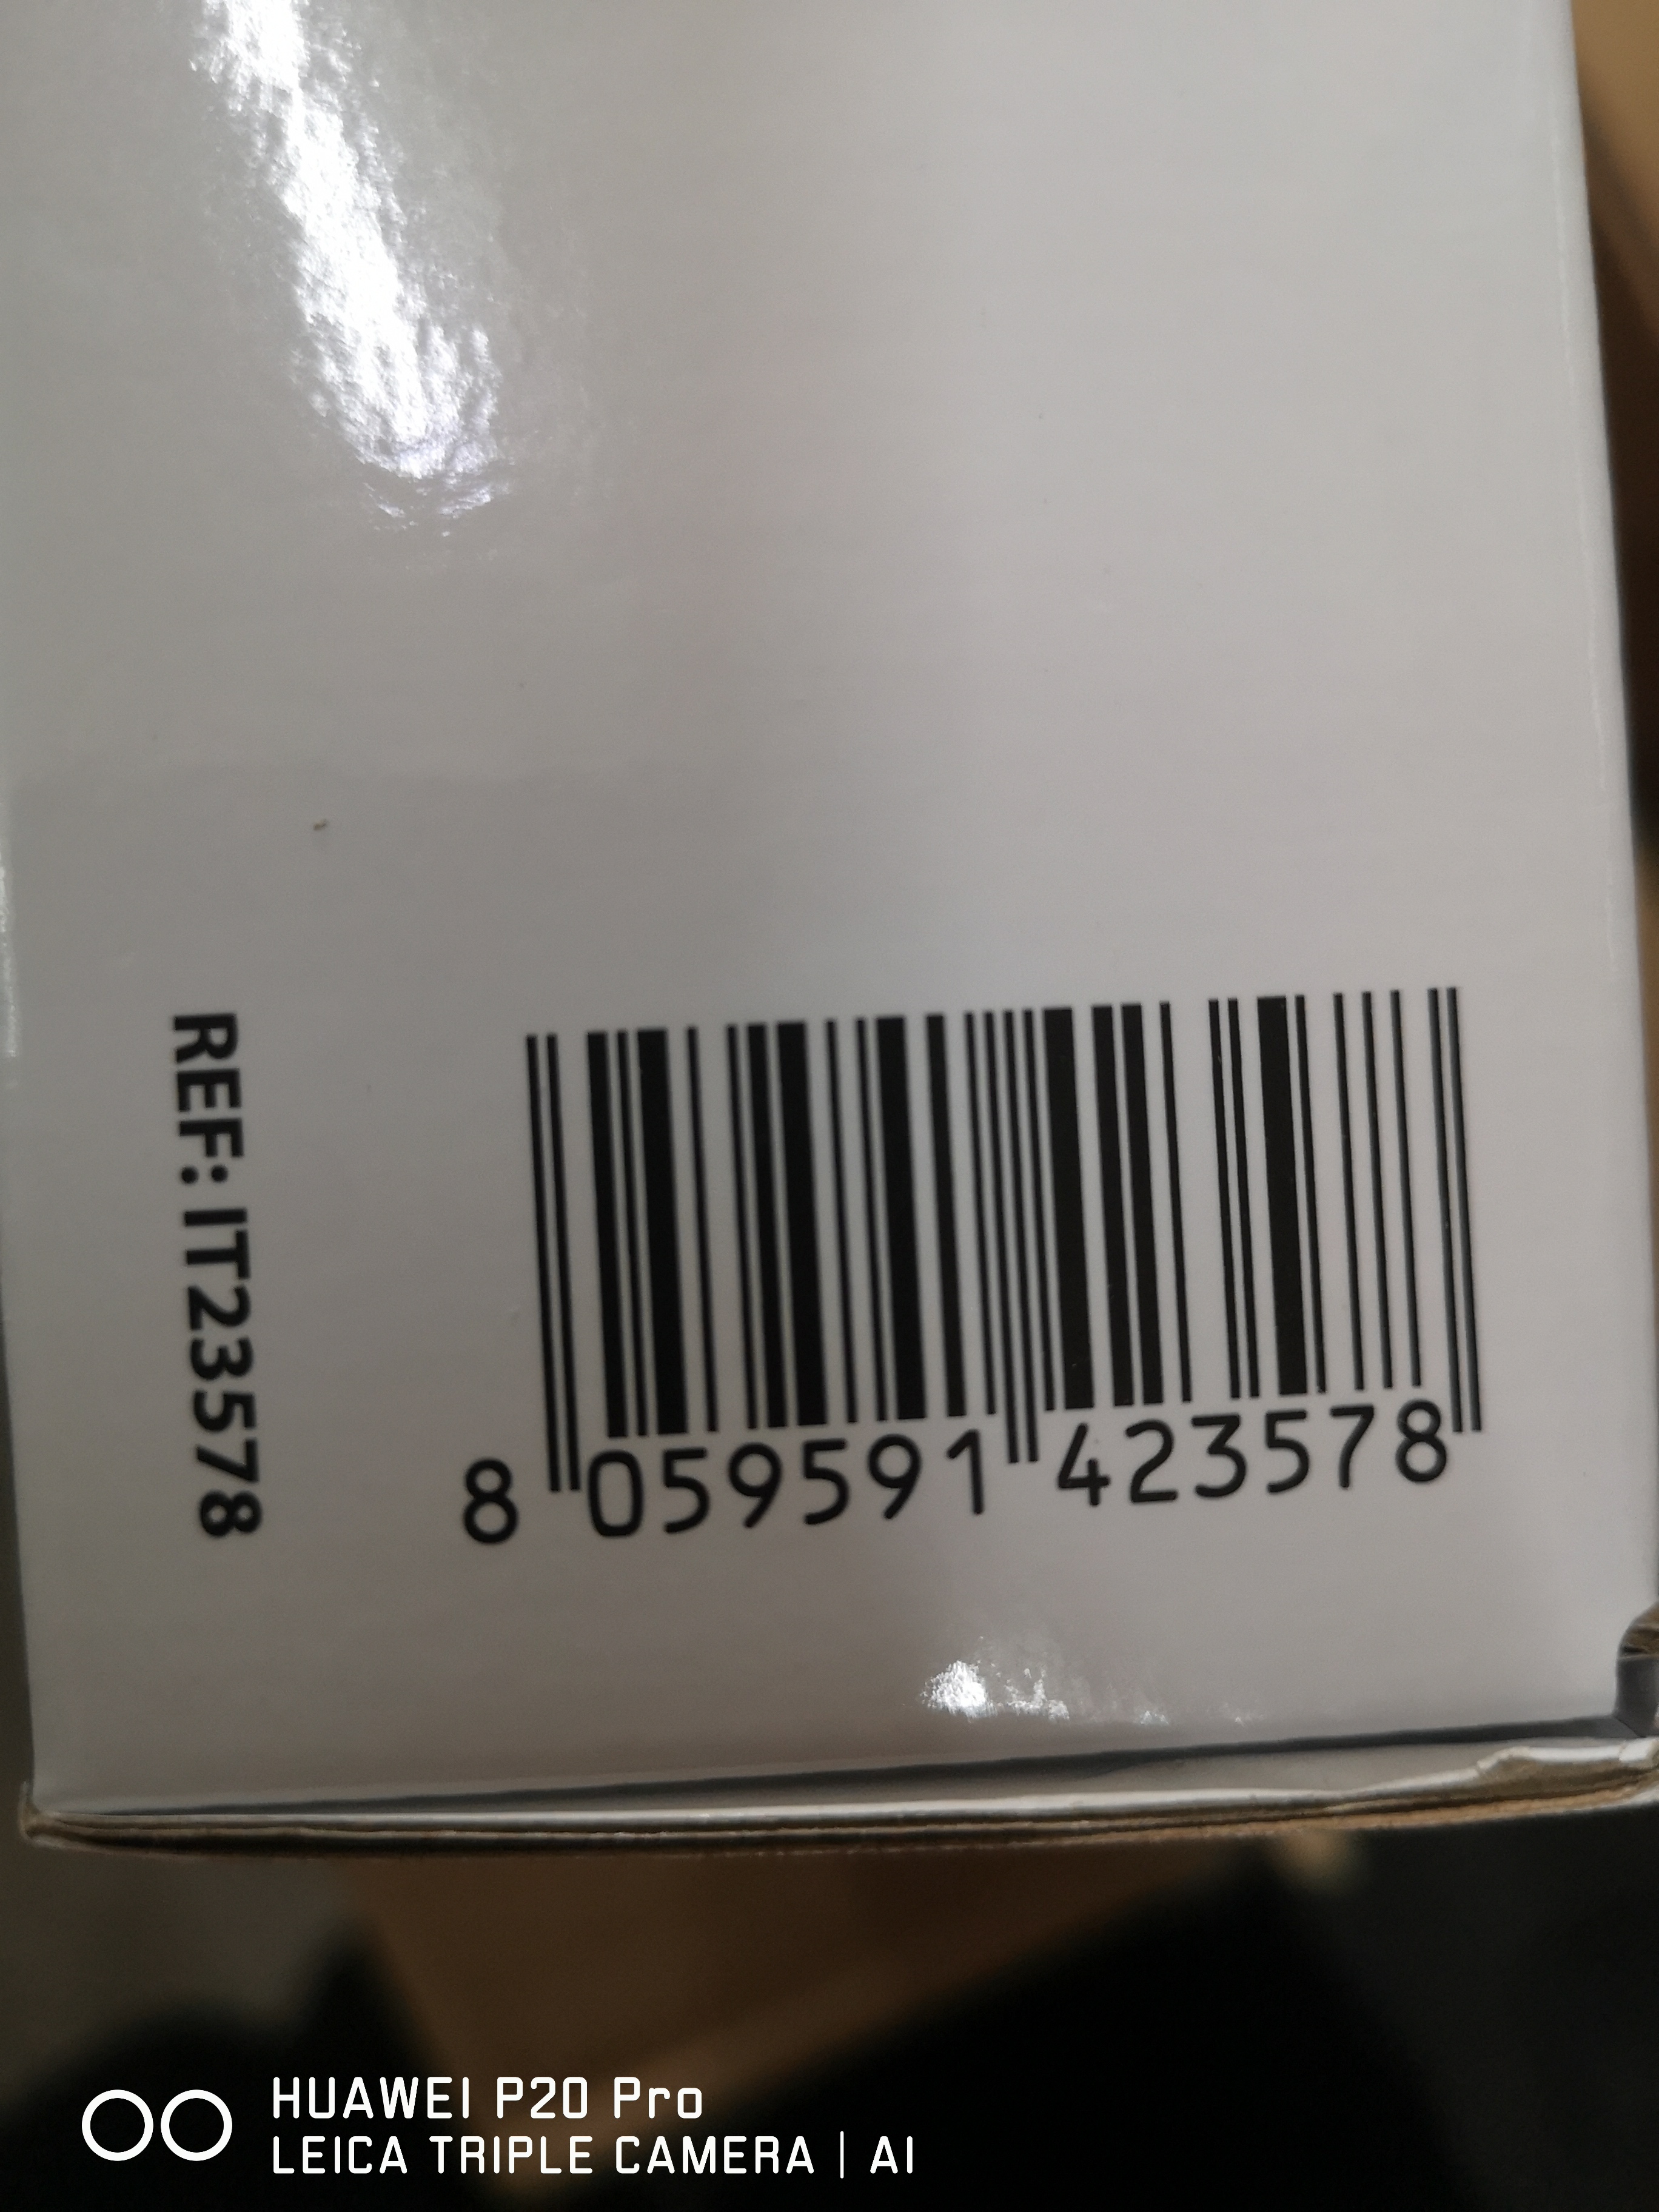 REF: IT23578
8 059591 423578
HUAWEI P20 Pro
LEICA TRIPLE CAMERA | AI